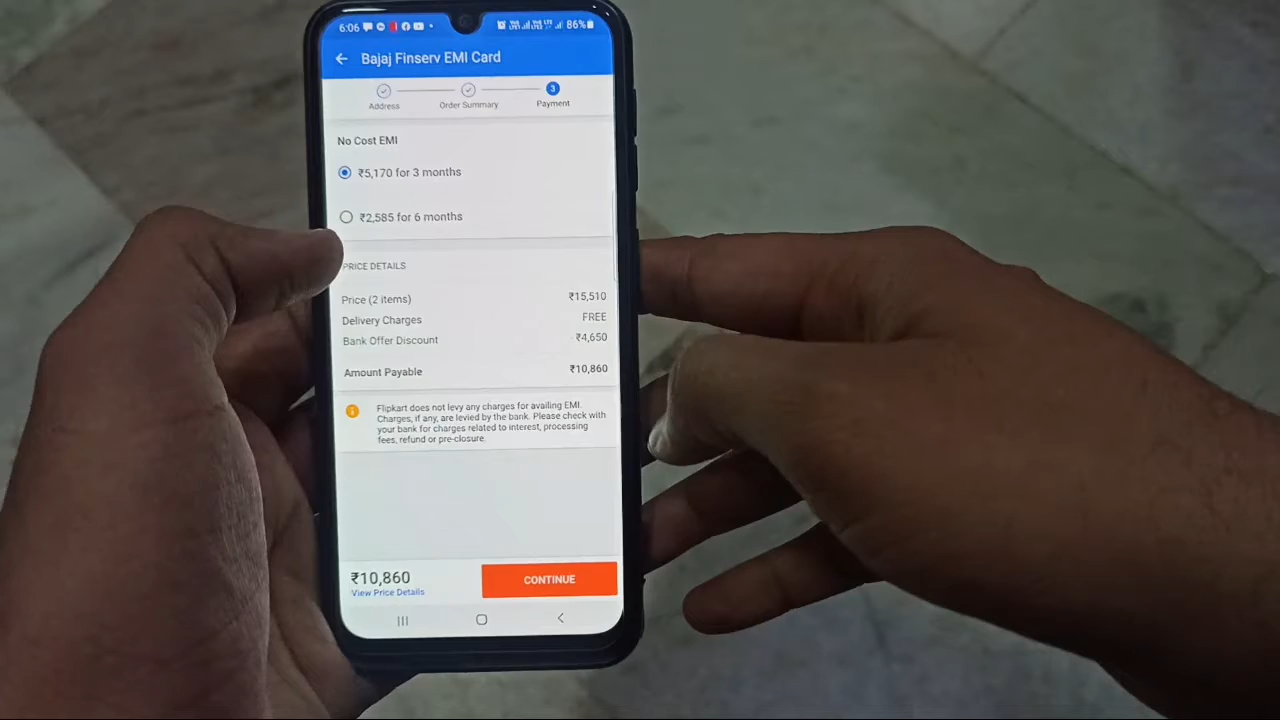 6:06
86%
Bajaj Finserv EMI Card
3
Address
Order Summary
Payment
No Cost EMI
₹5,170 for 3 months
₹2,585 for 6 months
PRICE DETAILS
Price (2 items) ₹15,510
Delivery Charges FREE
Bank Offer Discount - ₹4,650
Amount Payable ₹10,860
Flipkart does not levy any charges for availing EMI.
Charges, if any, are levied by the bank. Please check with
your bank for charges related to interest, processing
fees, refund or pre-closure.
₹10,860
View Price Details
CONTINUE